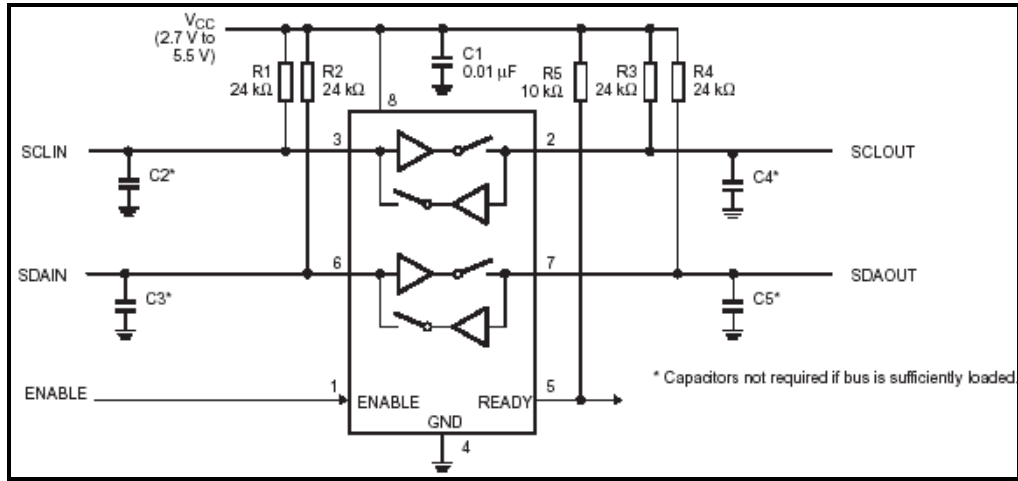 VCC
(2.7 V to
5.5 V)
R1
24 kΩ
R2
24 kΩ
C1
0.01 µF
R5
10 kΩ
R3
24 kΩ
R4
24 kΩ
8
SCLIN
3
2
SCLOUT
C2*
C4*
SDAIN
6
7
SDAOUT
C3*
C5*
* Capacitors not required if bus is sufficiently loaded.
ENABLE
1
ENABLE
READY
5
GND
4